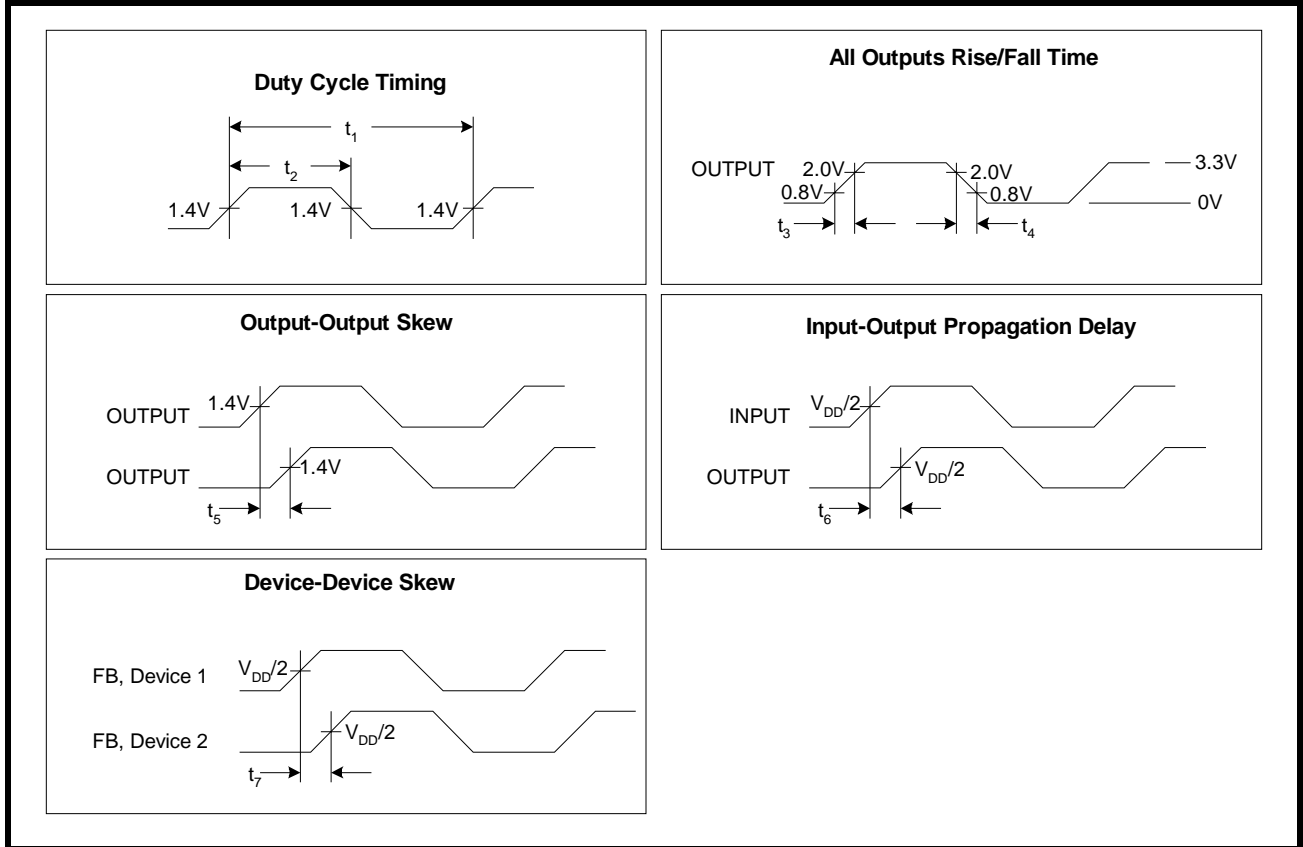 Duty Cycle Timing
t1
t2
1.4V 1.4V 1.4V
All Outputs Rise/Fall Time
OUTPUT 2.0V 2.0V 3.3V
0.8V 0.8V 0V
t3 t4
Output-Output Skew
OUTPUT 1.4V
OUTPUT 1.4V
t5
Input-Output Propagation Delay
INPUT VDD/2
OUTPUT VDD/2
t6
Device-Device Skew
FB, Device 1 VDD/2
FB, Device 2 VDD/2
t7